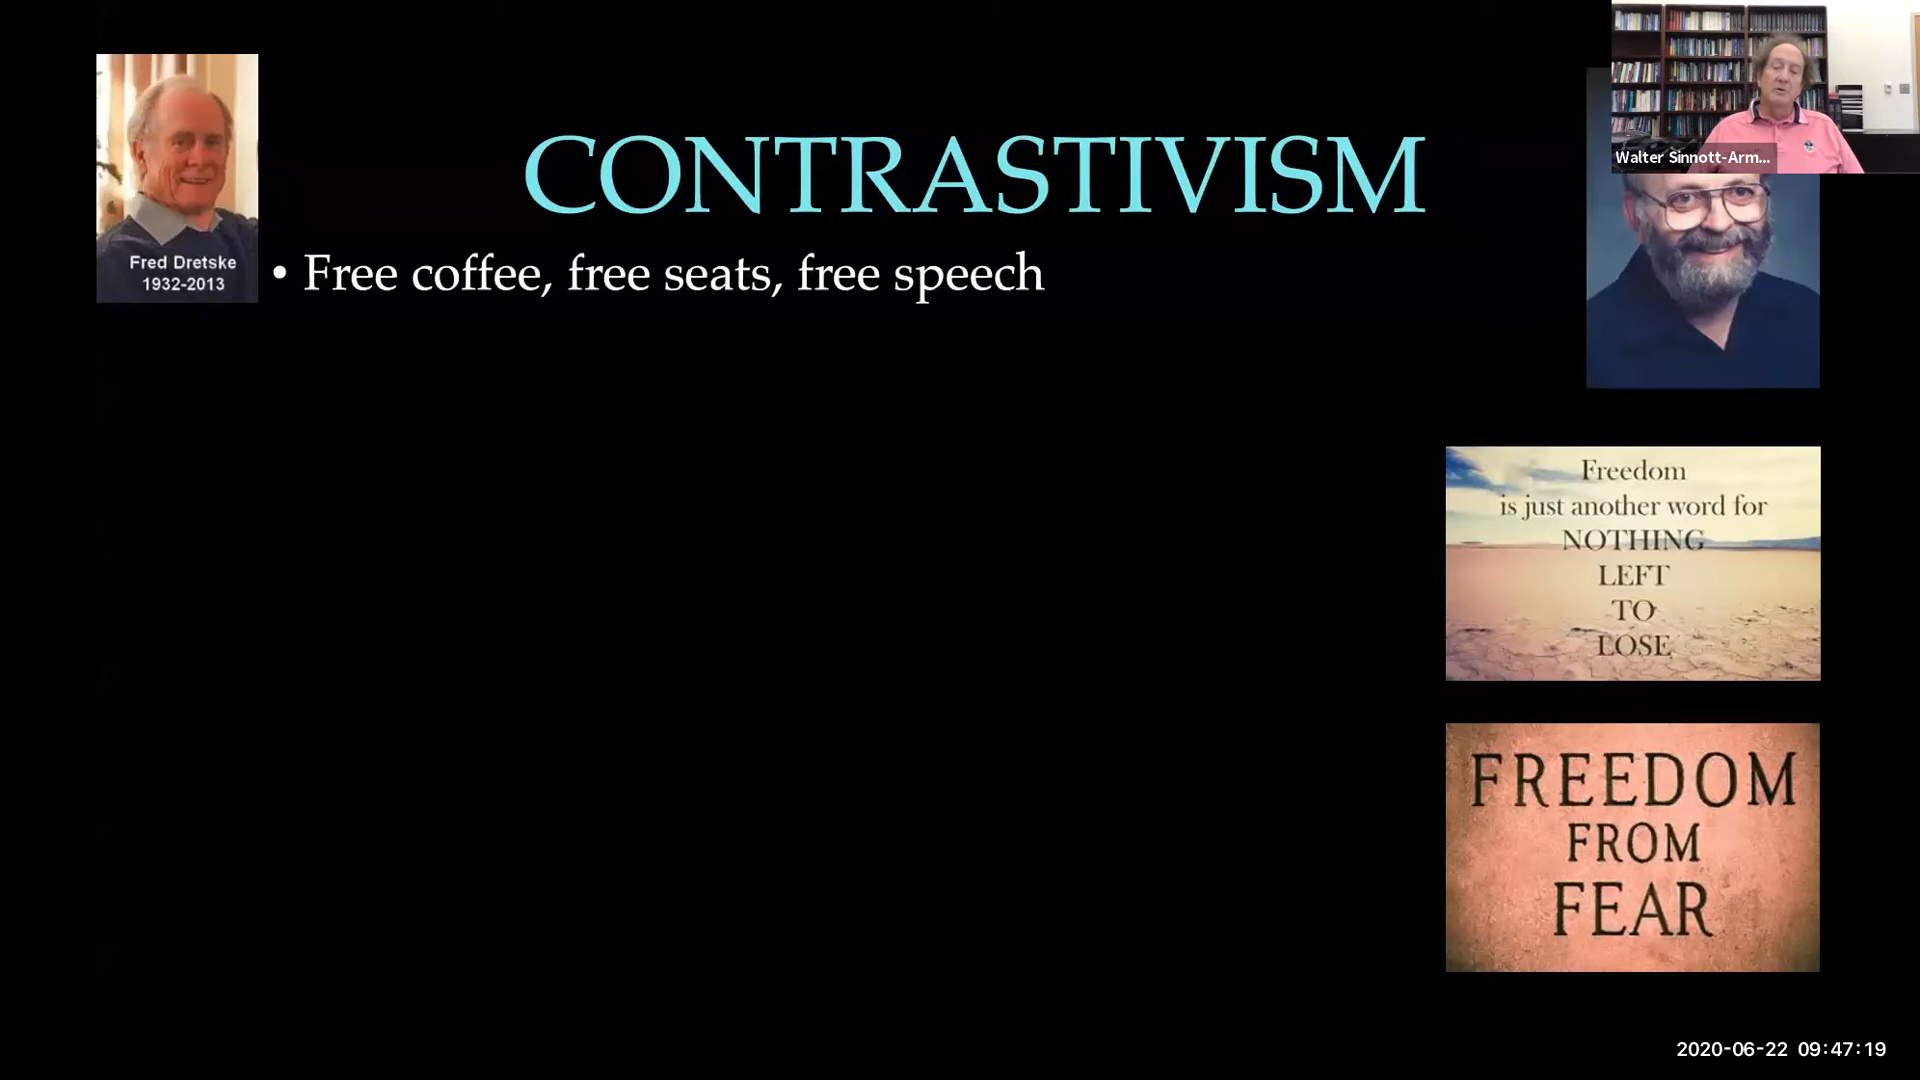 Walter Sinnott-Arm...
CONTRASTIVISM
Fred Dretske
1932-2013
• Free coffee, free seats, free speech
Freedom
is just another word for
NOTHING
LEFT
TO
LOSE
FREEDOM
FROM
FEAR
2020-06-22 09:47:19